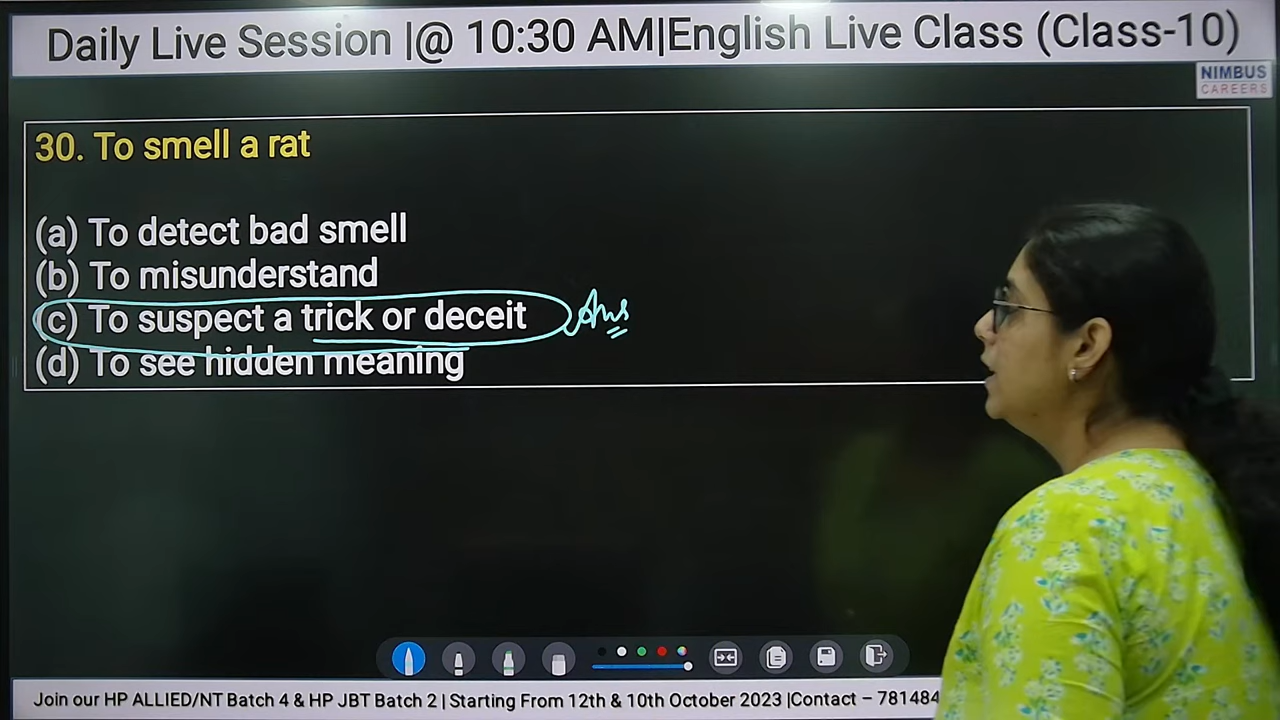 Daily Live Session |@ 10:30 AM|English Live Class (Class-10)
NIMBUS
CAREERS
30. To smell a rat
(a) To detect bad smell
(b) To misunderstand
(c) To suspect a trick or deceit
Ans
(d) To see hidden meaning
Join our HP ALLIED/NT Batch 4 & HP JBT Batch 2 | Starting From 12th & 10th October 2023 |Contact – 781484